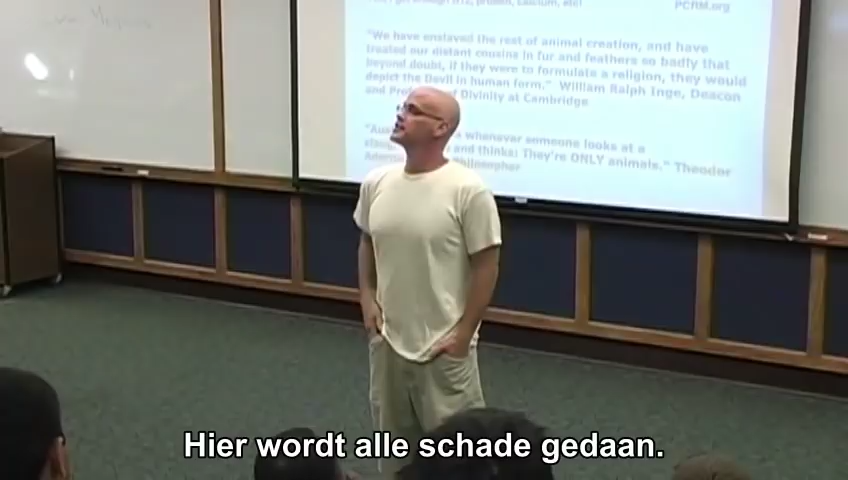 PCRM.org
"We have enslaved the rest of animal creation, and have
treated our distant cousins in fur and feathers so badly that
beyond doubt, if they were to formulate a religion, they would
depict the Devil in human form." William Ralph Inge, Deacon
and of Divinity at Cambridge
whenever someone looks at a
and thinks: They're ONLY animals." Theodor
philosopher
Hier wordt alle schade gedaan.